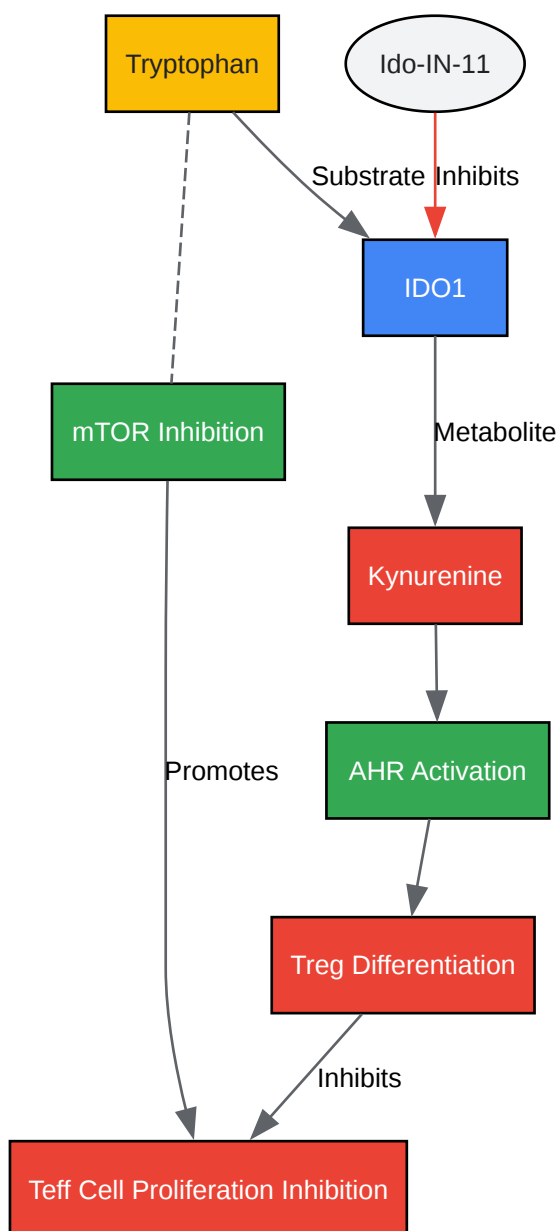 Tryptophan
Ido-IN-11
Substrate
Inhibits
IDO1
mTOR Inhibition
Metabolite
Kynurenine
Promotes
AHR Activation
Treg Differentiation
Inhibits
Teff Cell Proliferation Inhibition